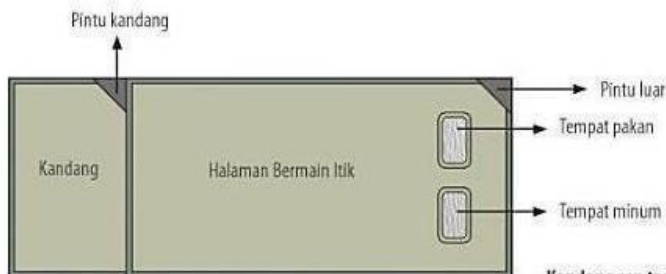 Pintu kandang
Pintu luar
Tempat pakan
Kandang
Halaman Bermain Itik
Tempat minum